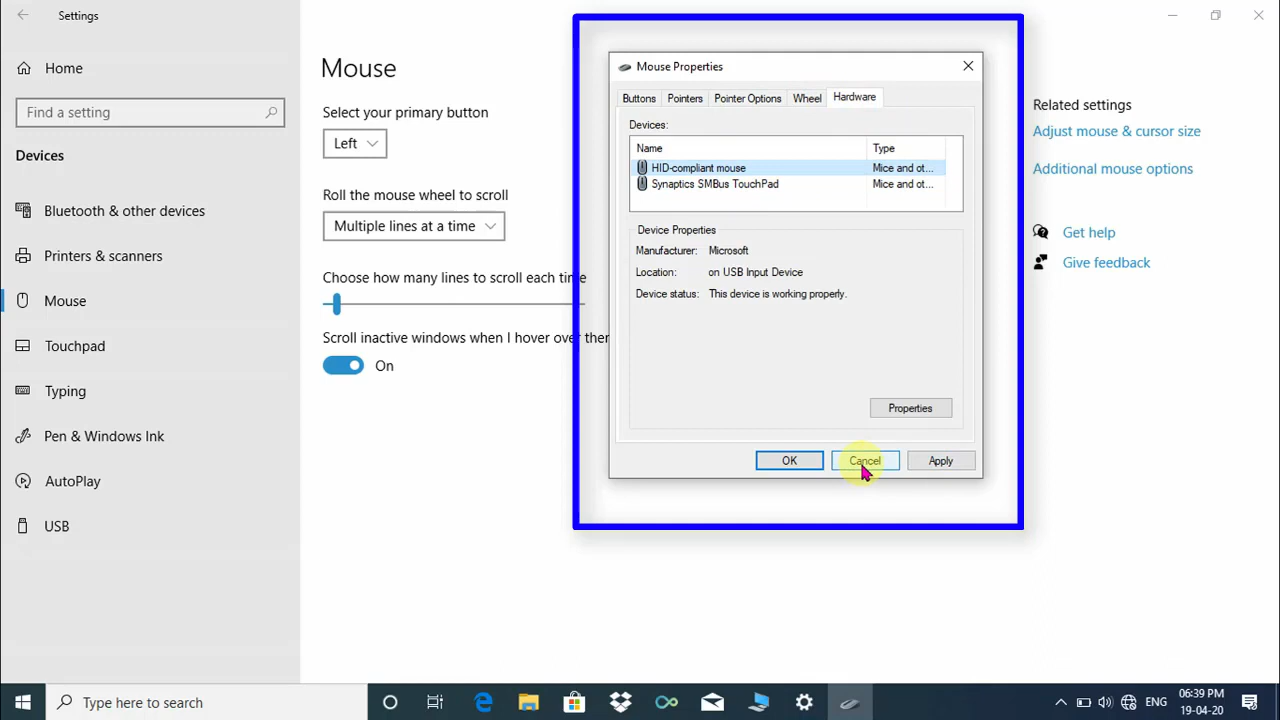 Settings
Home
Find a setting
Devices
Bluetooth & other devices
Printers & scanners
Mouse
Touchpad
Typing
Pen & Windows Ink
AutoPlay
USB
Mouse
Select your primary button
Left
Roll the mouse wheel to scroll
Multiple lines at a time
Choose how many lines to scroll each time
Scroll inactive windows when I hover over ther
On
Mouse Properties
Buttons Pointers Pointer Options Wheel Hardware
Devices:
Name Type
HID-compliant mouse Mice and ot...
Synaptics SMBus TouchPad Mice and ot...
Device Properties
Manufacturer: Microsoft
Location: on USB Input Device
Device status: This device is working properly.
Properties
OK Cancel Apply
Related settings
Adjust mouse & cursor size
Additional mouse options
Get help
Give feedback
Type here to search
ENG
06:39 PM
19-04-20